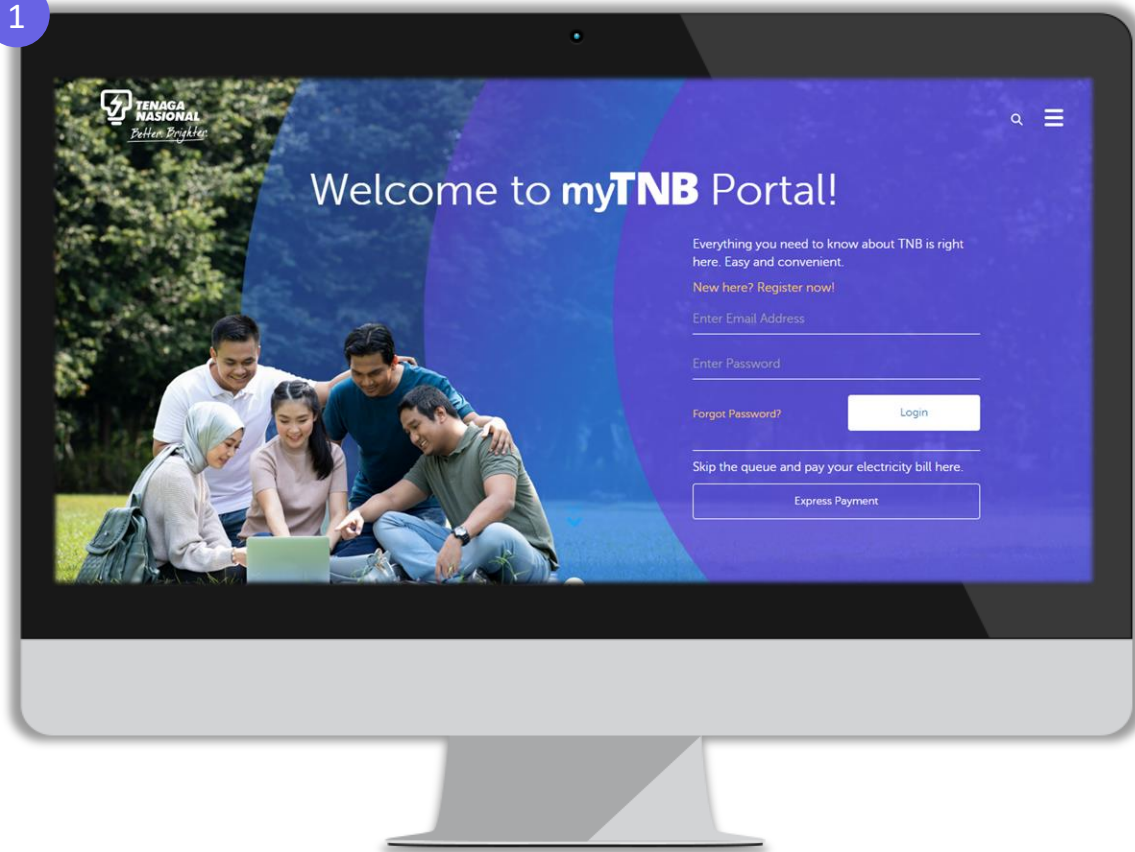 1
TENAGA
NASIONAL
Better. Brighter.
Welcome to myTNB Portal!
Everything you need to know about TNB is right
here. Easy and convenient.
New here? Register now!
Enter Email Address
Enter Password
Forgot Password?
Login
Skip the queue and pay your electricity bill here.
Express Payment